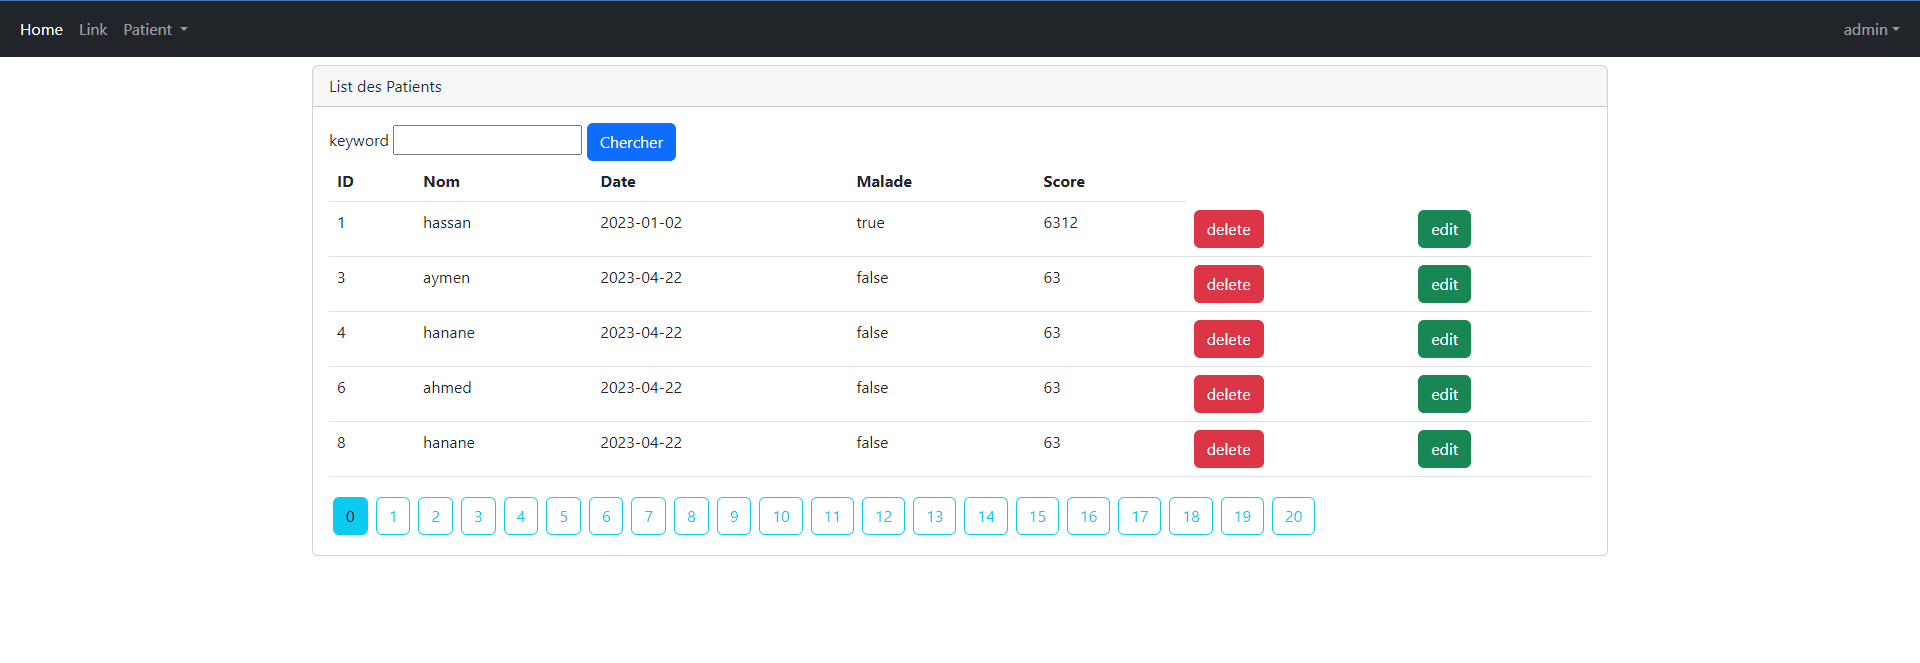 Home Link Patient admin
List des Patients
keyword Chercher
ID Nom Date Malade Score
1 hassan 2023-01-02 true 6312 delete edit
3 aymen 2023-04-22 false 63 delete edit
4 hanane 2023-04-22 false 63 delete edit
6 ahmed 2023-04-22 false 63 delete edit
8 hanane 2023-04-22 false 63 delete edit
0 1 2 3 4 5 6 7 8 9 10 11 12 13 14 15 16 17 18 19 20